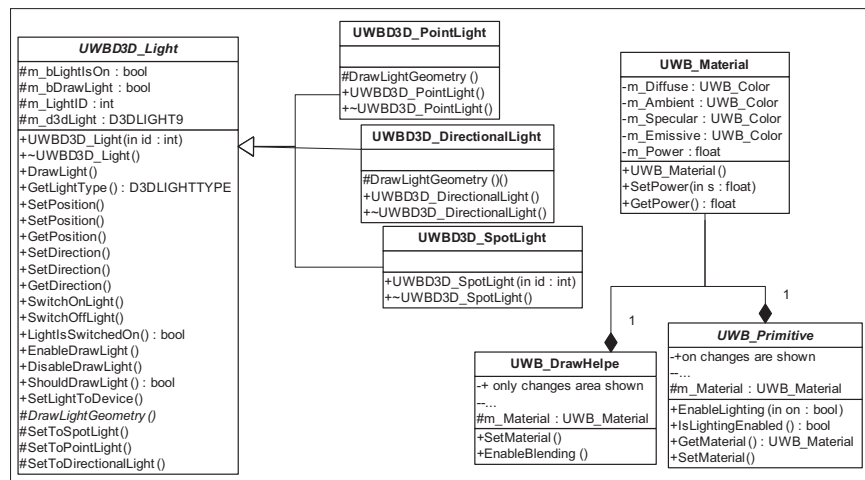 UWBD3D_Light
#m_bLightIsOn : bool
#m_bDrawLight : bool
#m_LightID : int
#m_d3dLight : D3DLIGHT9
+UWBD3D_Light(in id : int)
+~UWBD3D_Light()
+DrawLight()
+GetLightType() : D3DLIGHTTYPE
+SetPosition()
+SetPosition()
+GetPosition()
+SetDirection()
+SetDirection()
+GetDirection()
+SwitchOnLight()
+SwitchOffLight()
+LightIsSwitchedOn() : bool
+EnableDrawLight()
+DisableDrawLight()
+ShouldDrawLight() : bool
+SetLightToDevice()
#DrawLightGeometry()
#SetToSpotLight()
#SetToPointLight()
#SetToDirectionalLight()
UWBD3D_PointLight
#DrawLightGeometry()
+UWBD3D_PointLight()
+~UWBD3D_PointLight()
UWBD3D_DirectionalLight
#DrawLightGeometry()()
+UWBD3D_DirectionalLight()
+~UWBD3D_DirectionalLight()
UWBD3D_SpotLight
+UWBD3D_SpotLight(in id : int)
+~UWBD3D_SpotLight()
UWB_Material
-m_Diffuse : UWB_Color
-m_Ambient : UWB_Color
-m_Specular : UWB_Color
-m_Emissive : UWB_Color
-m_Power : float
+UWB_Material()
+SetPower(in s : float)
+GetPower() : float
1
1
UWB_DrawHelpe
-+ only changes area shown
--...
#m_Material : UWB_Material
+SetMaterial()
+EnableBlending ()
UWB_Primitive
-+on changes are shown
--...
#m_Material : UWB_Material
+EnableLighting (in on : bool)
+IsLightingEnabled () : bool
+GetMaterial() : UWB_Material
+SetMaterial()